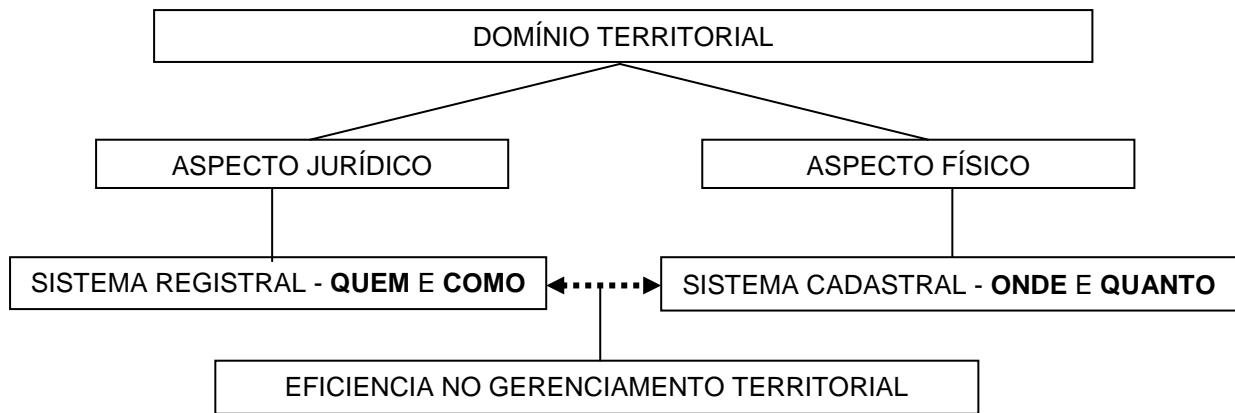 DOMÍNIO TERRITORIAL
ASPECTO JURÍDICO
ASPECTO FÍSICO
SISTEMA REGISTRAL - QUEM E COMO
SISTEMA CADASTRAL - ONDE E QUANTO
EFICIENCIA NO GERENCIAMENTO TERRITORIAL